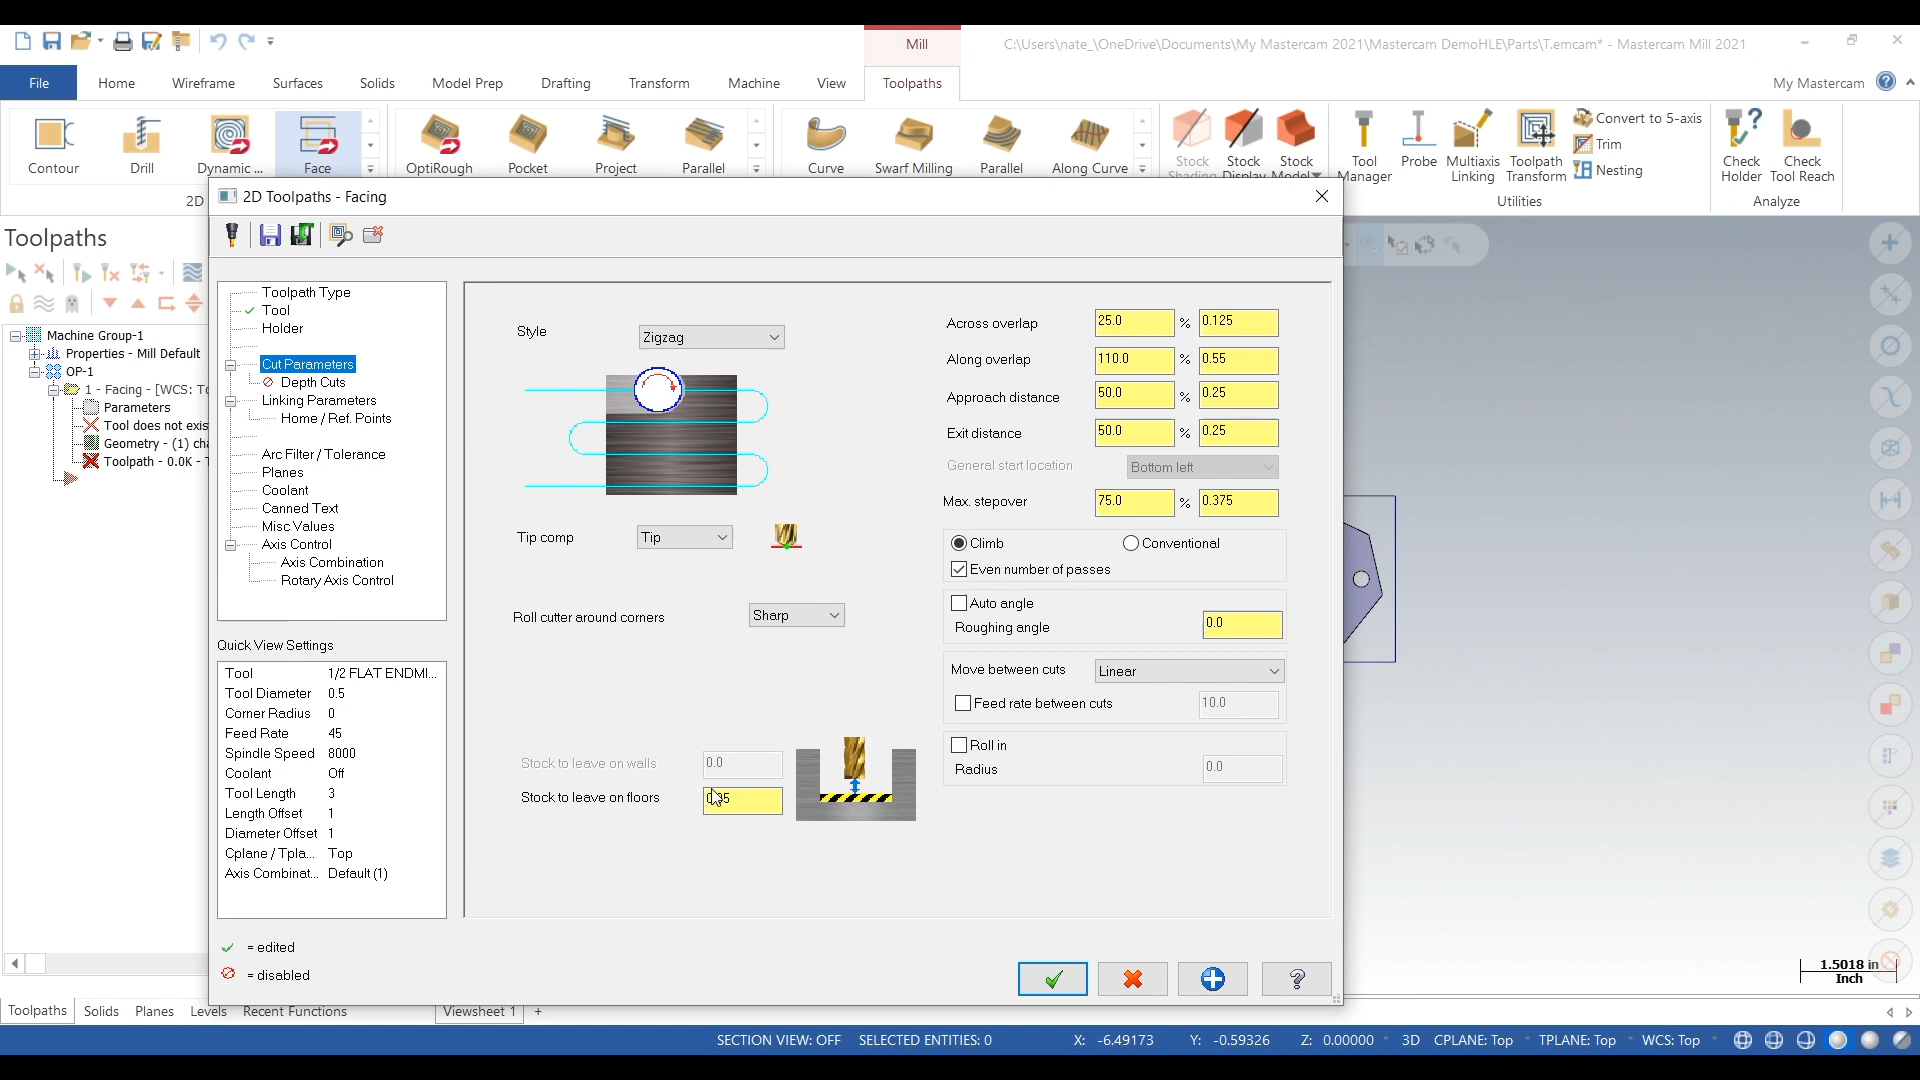 Mill
C:\Users\nate_\OneDrive\Documents\My Mastercam 2021\Mastercam DemoHLE\Parts\T.emcam* - Mastercam Mill 2021
File Home Wireframe Surfaces Solids Model Prep Drafting Transform Machine View Toolpaths My Mastercam
Contour Drill Dynamic ... Face OptiRough Pocket Project Parallel Curve Swarf Milling Parallel Along Curve
Stock Shading Stock Display Stock Model
Tool Manager Probe Multiaxis Linking Toolpath Transform
Convert to 5-axis
Trim
Nesting
Check Holder Check Tool Reach
2D Utilities Analyze
2D Toolpaths - Facing
Toolpaths
Machine Group-1
Properties - Mill Default
OP-1
1 - Facing - [WCS: To
Parameters
Tool does not exis
Geometry - (1) cha
Toolpath - 0.0K - T
Toolpath Type
Tool
Holder
Cut Parameters
Depth Cuts
Linking Parameters
Home / Ref. Points
Arc Filter / Tolerance
Planes
Coolant
Canned Text
Misc Values
Axis Control
Axis Combination
Rotary Axis Control
Quick View Settings
Tool 1/2 FLAT ENDMI...
Tool Diameter 0.5
Corner Radius 0
Feed Rate 45
Spindle Speed 8000
Coolant Off
Tool Length 3
Length Offset 1
Diameter Offset 1
Cplane / Tpla... Top
Axis Combinat... Default (1)
= edited
= disabled
Style Zigzag
Tip comp Tip
Roll cutter around corners Sharp
Stock to leave on walls 0.0
Stock to leave on floors
Across overlap 25.0 % 0.125
Along overlap 110.0 % 0.55
Approach distance 50.0 % 0.25
Exit distance 50.0 % 0.25
General start location Bottom left
Max. stepover 75.0 % 0.375
Climb Conventional
Even number of passes
Auto angle
Roughing angle 0.0
Move between cuts Linear
Feed rate between cuts 10.0
Roll in
Radius 0.0
1.5018 in
Inch
Toolpaths Solids Planes Levels Recent Functions Viewsheet 1 +
SECTION VIEW: OFF SELECTED ENTITIES: 0 X: -6.49173 Y: -0.59326 Z: 0.00000 3D CPLANE: Top TPLANE: Top WCS: Top